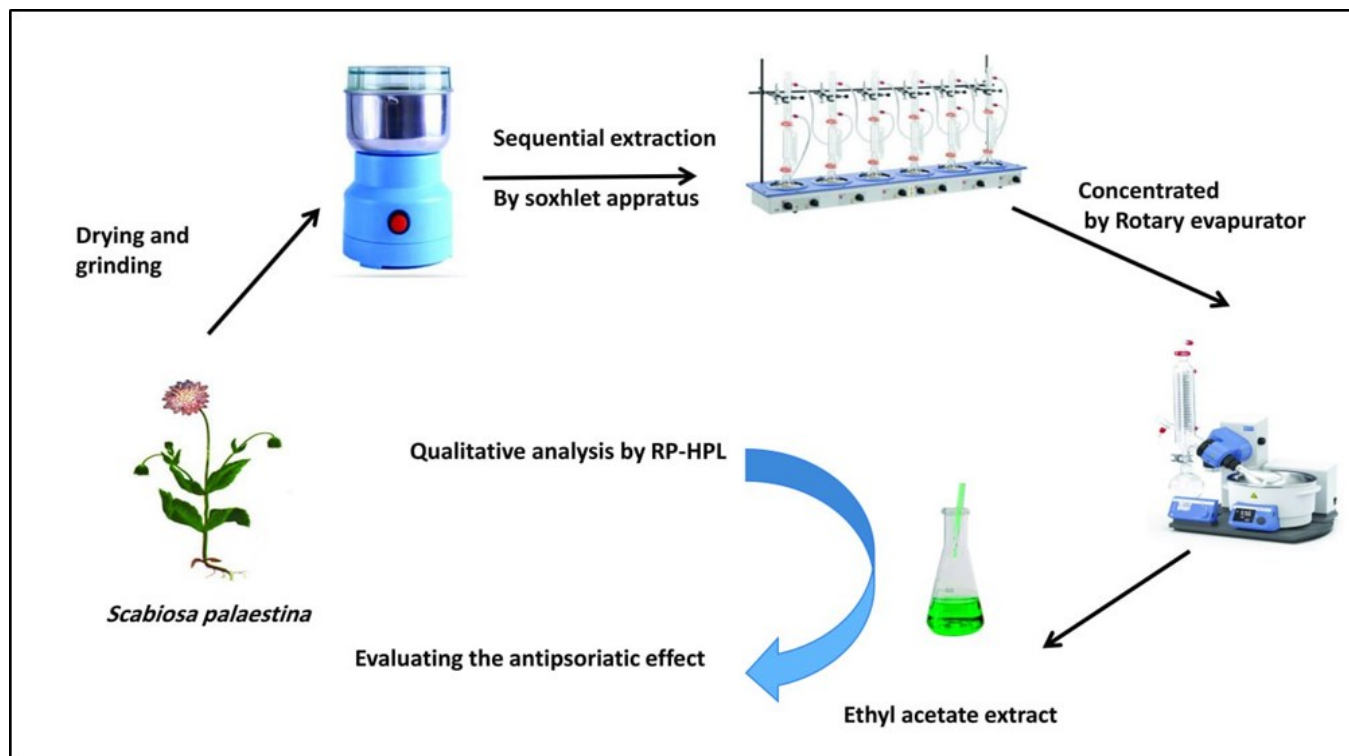 Drying and
grinding
Sequential extraction
By soxhlet appratus
Concentrated
by Rotary evapurator
Scabiosa palaestina
Qualitative analysis by RP-HPL
Evaluating the antipsoriatic effect
Ethyl acetate extract